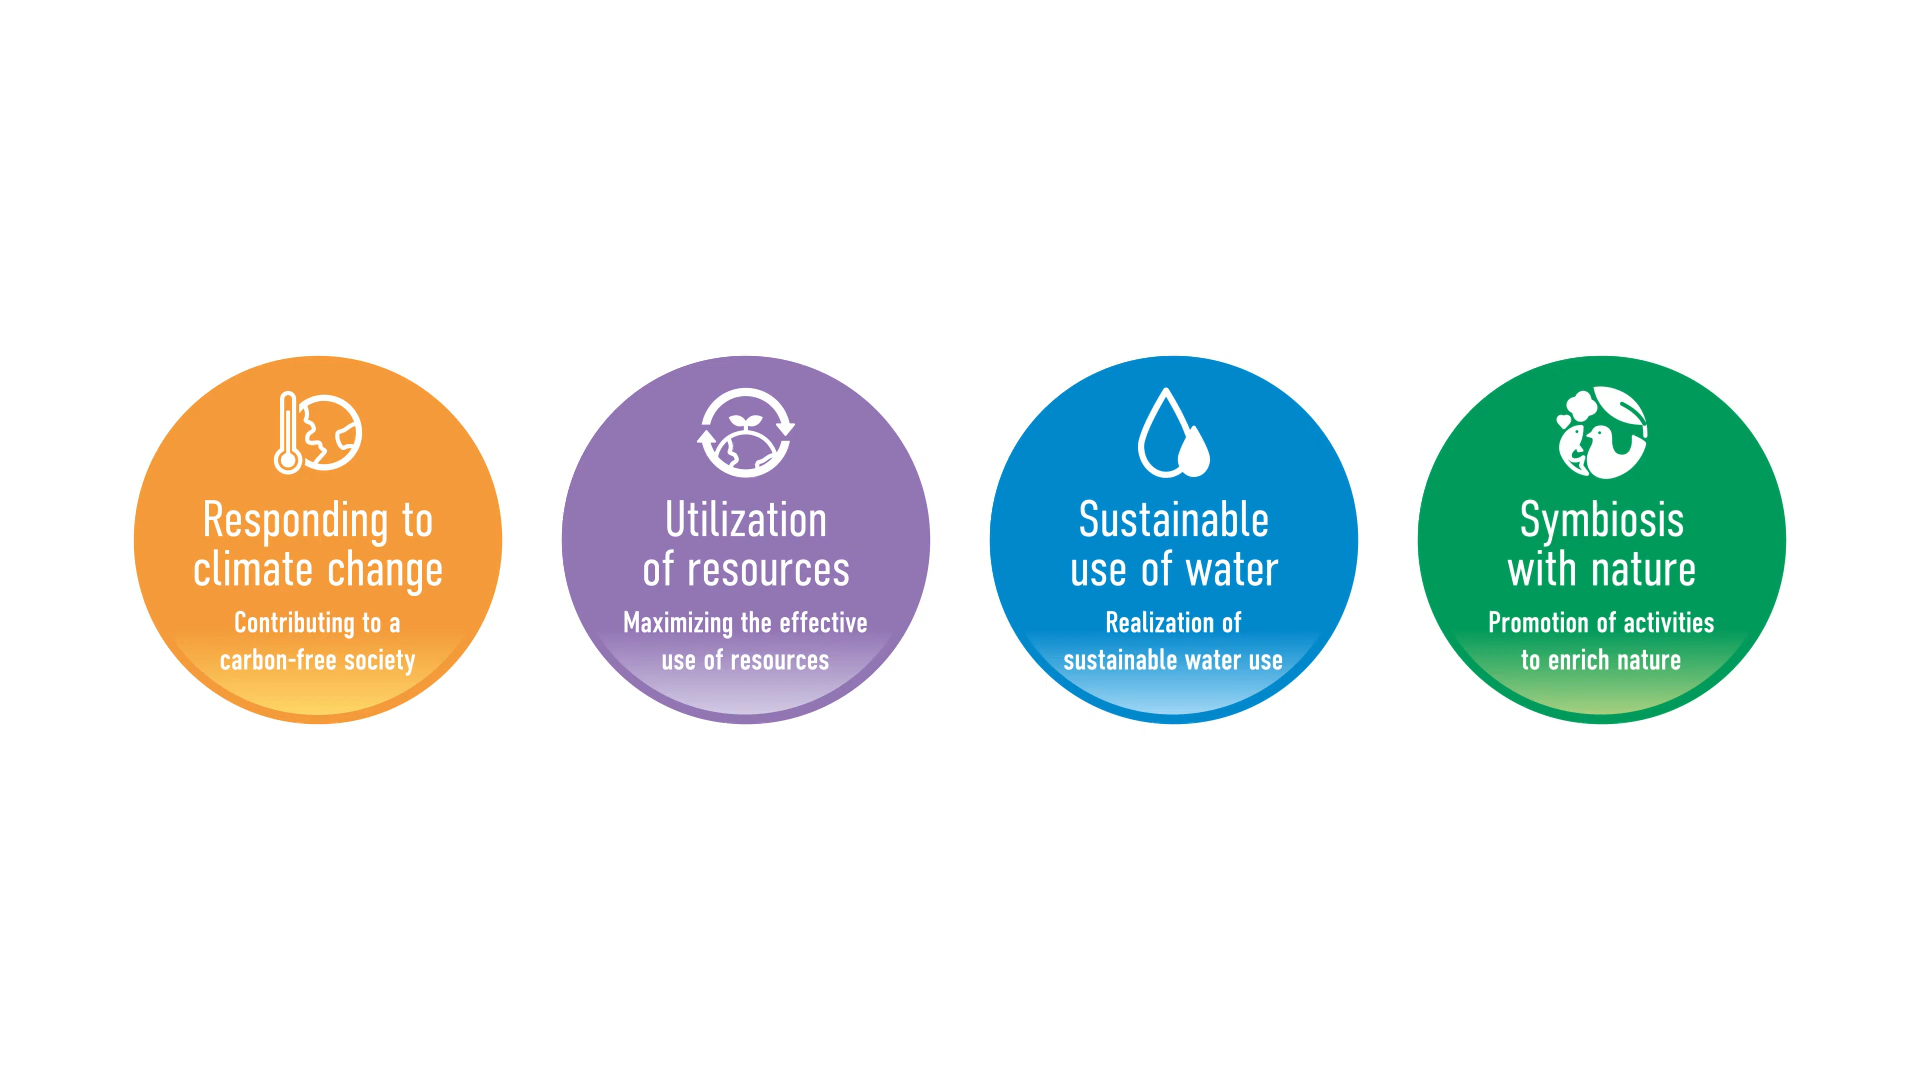 Responding to
climate change
Contributing to a
carbon-free society
Utilization
of resources
Maximizing the effective
use of resources
Sustainable
use of water
Realization of
sustainable water use
Symbiosis
with nature
Promotion of activities
to enrich nature